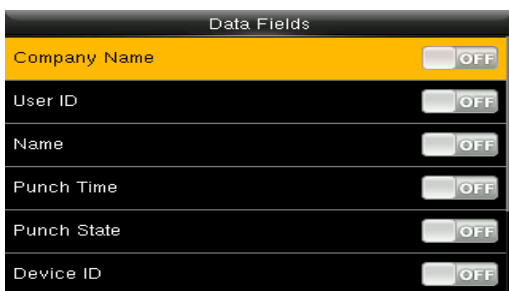 Data Fields
Company Name OFF
User ID OFF
Name OFF
Punch Time OFF
Punch State OFF
Device ID OFF